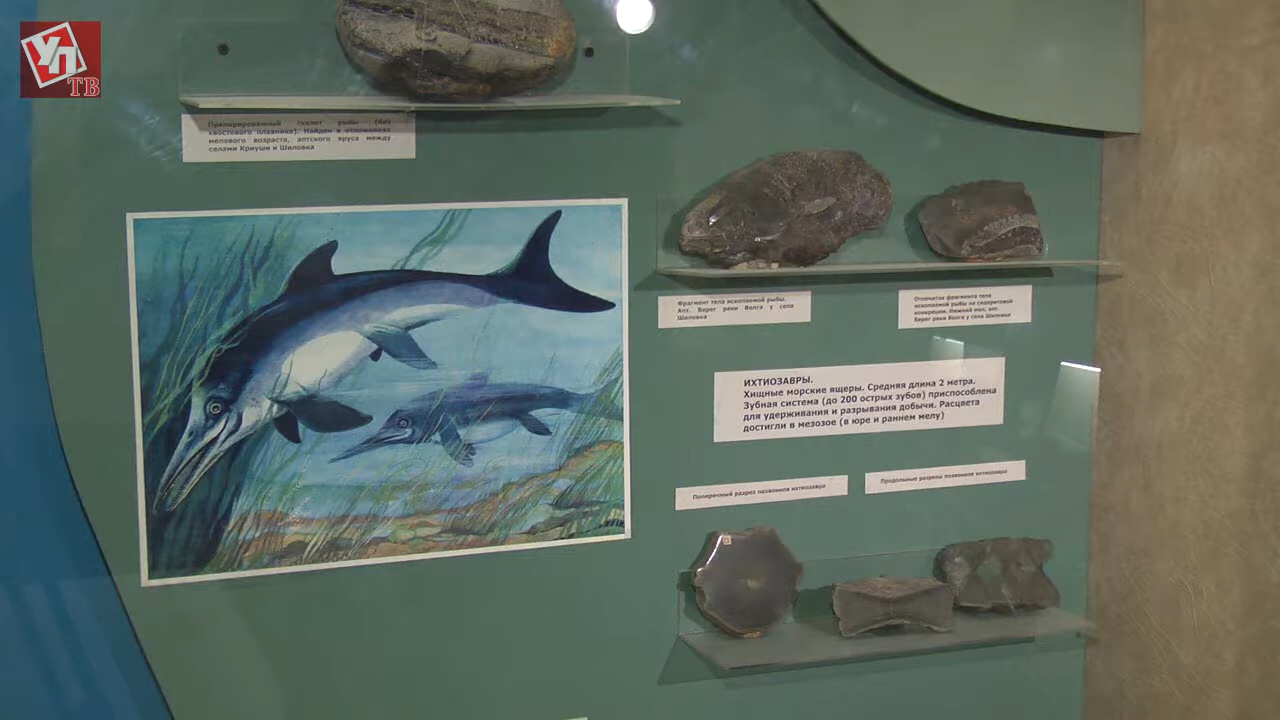 УП
ТВ
Препарированный скелет рыбы (без
хвостового плавника). Найден в отложениях
мелового возраста, аптского яруса между
селами Криуши и Шиловка
Фрагмент тела ископаемой рыбы.
Апт. Берег реки Волга у села
Шиловка
Отпечаток фрагмента тела
ископаемой рыбы на сидеритовой
конкреции. Нижний мел, апт.
Берег реки Волга у села Шиловка
ИХТИОЗАВРЫ.
Хищные морские ящеры. Средняя длина 2 метра.
Зубная система (до 200 острых зубов) приспособлена
для удерживания и разрывания добычи. Расцвета
достигли в мезозое (в юре и раннем мелу)
Поперечный разрез позвонков ихтиозавра
Продольные разрезы позвонков ихтиозавра